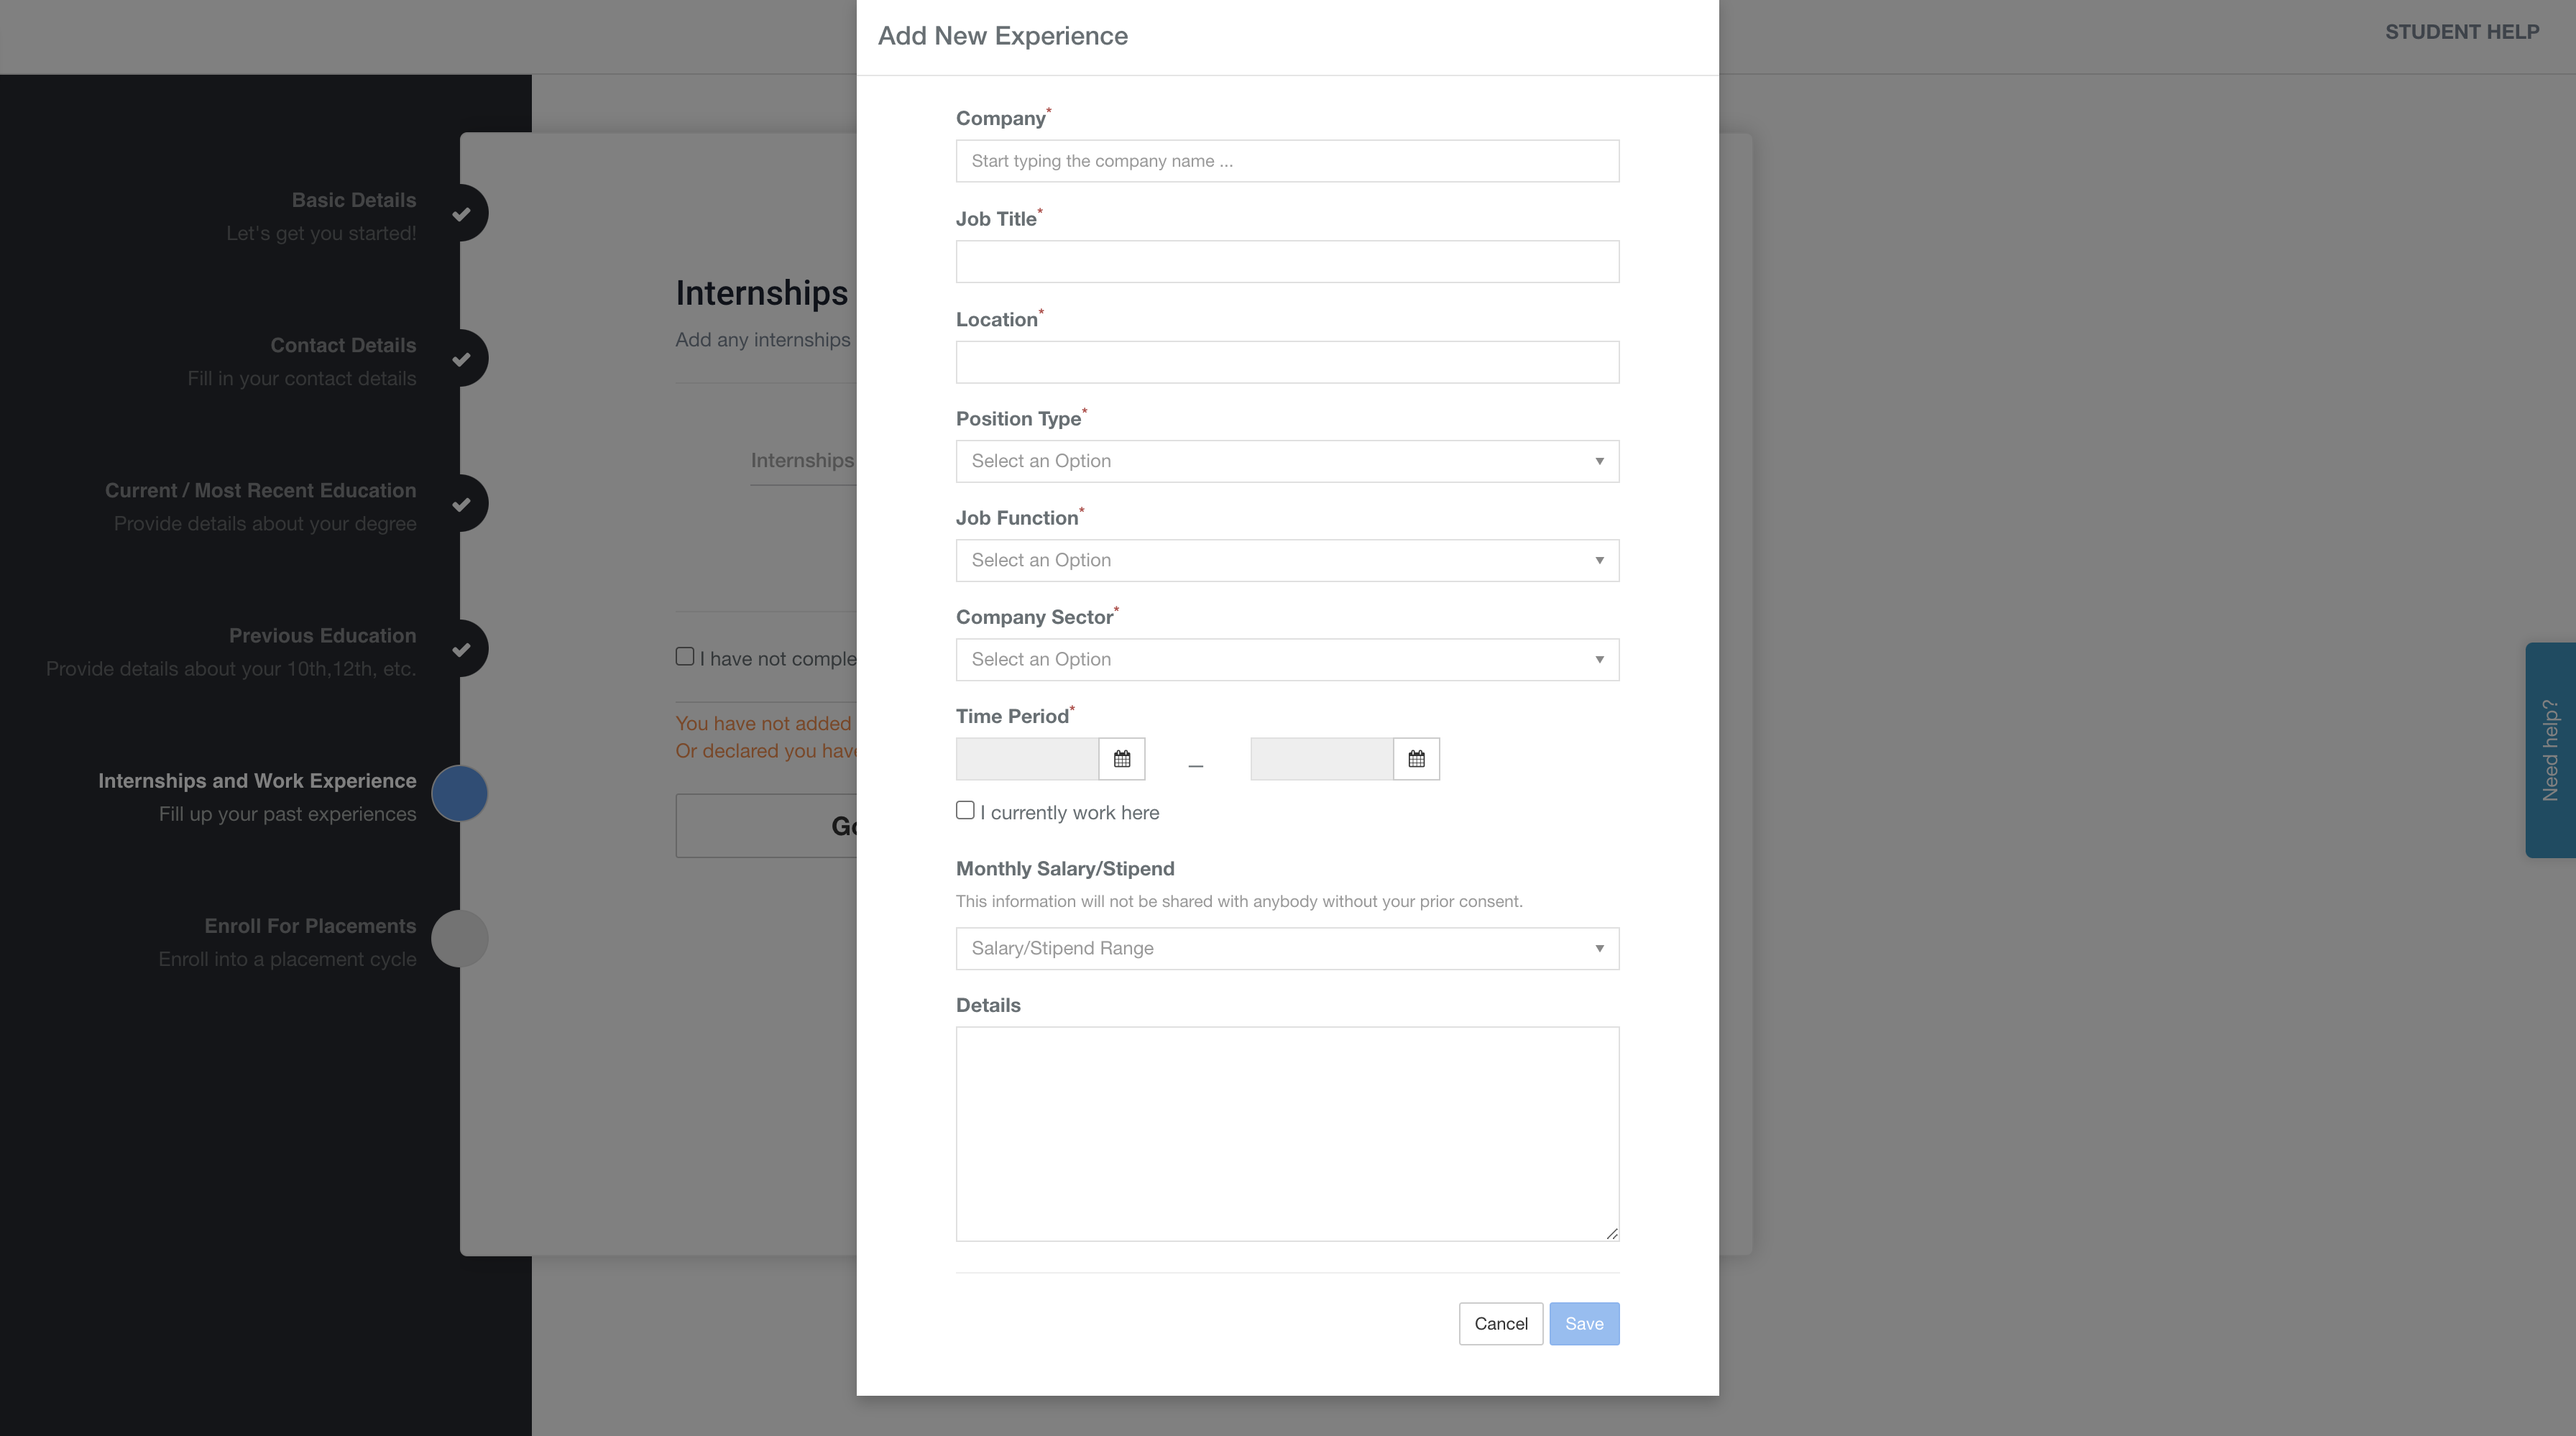 STUDENT HELP
Basic Details
Let's get you started!
Contact Details
Fill in your contact details
Current / Most Recent Education
Provide details about your degree
Previous Education
Provide details about your 10th,12th, etc.
Internships and Work Experience
Fill up your past experiences
Enroll For Placements
Enroll into a placement cycle
Internships
Add any internships
Internships
I have not comple
You have not added
Or declared you have
Go
Add New Experience
Company*
Start typing the company name ...
Job Title*
Location*
Position Type*
Select an Option
Job Function*
Select an Option
Company Sector*
Select an Option
Time Period*
–
I currently work here
Monthly Salary/Stipend
This information will not be shared with anybody without your prior consent.
Salary/Stipend Range
Details
Cancel Save
Need help?